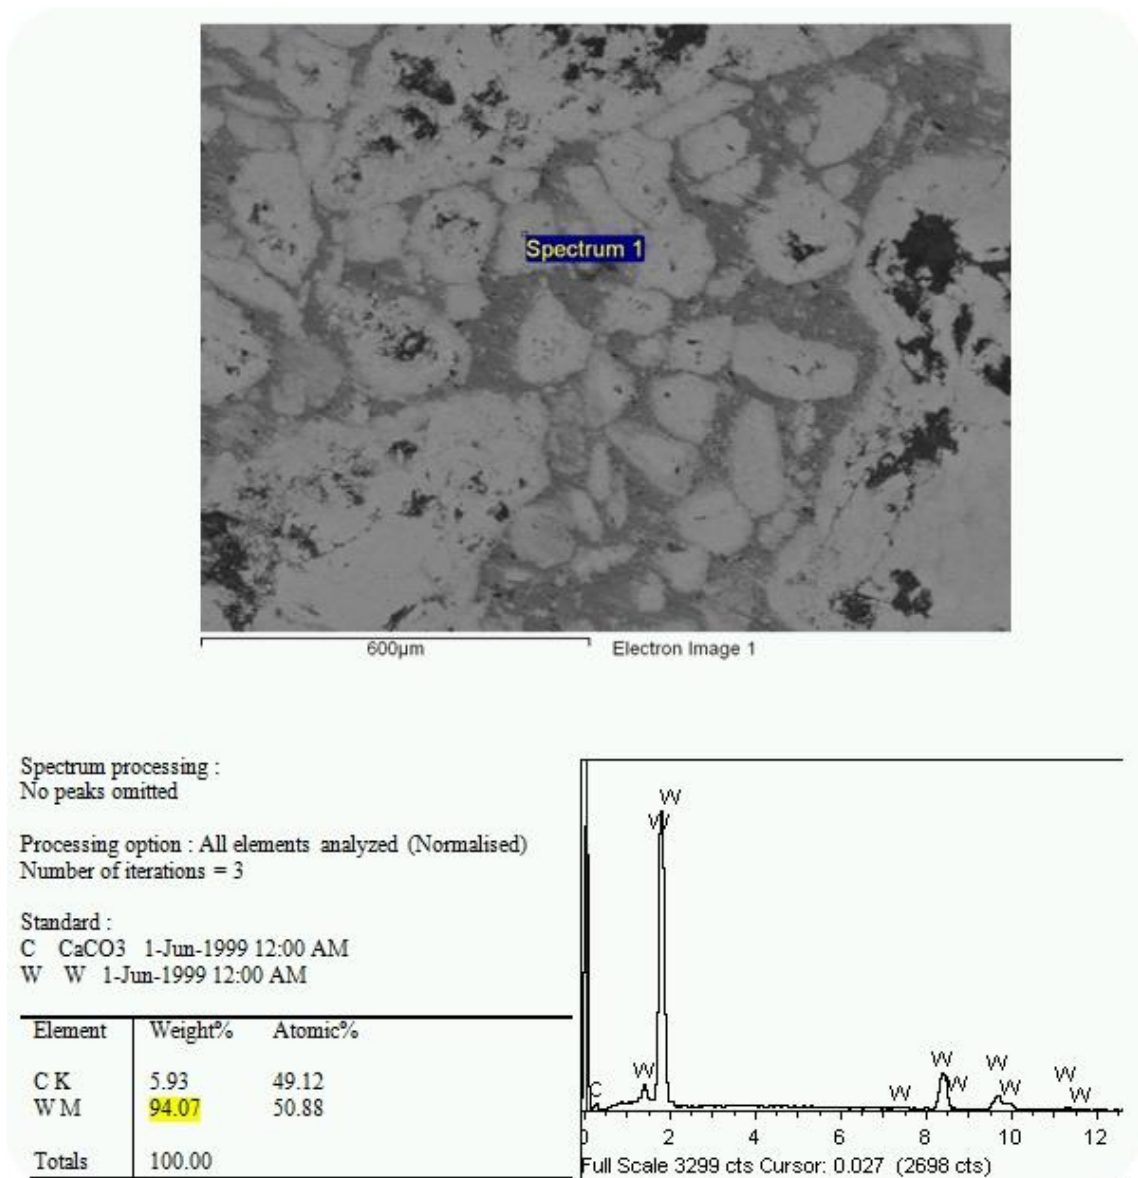 Spectrum 1
600µm
Electron Image 1
Spectrum processing :
No peaks omitted
Processing option : All elements analyzed (Normalised)
Number of iterations = 3
Standard :
C CaCO3 1-Jun-1999 12:00 AM
W W 1-Jun-1999 12:00 AM
Element Weight% Atomic%
C K 5.93 49.12
W M 94.07 50.88
Totals 100.00
W
W
W
C
W
W
W
W
W
W
W
0 2 4 6 8 10 12
Full Scale 3299 cts Cursor: 0.027 (2698 cts)